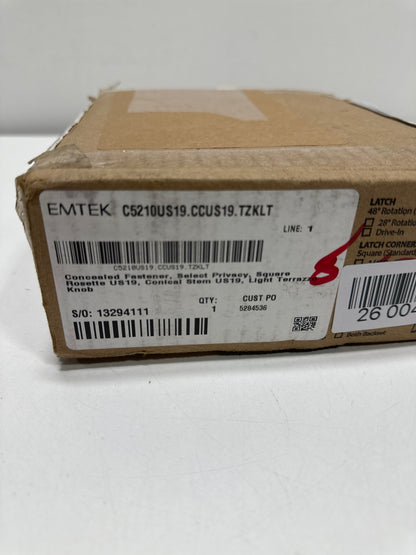 EMTEK C5210US19.CCUS19.TZKLT
LINE: 1
C5210US19.CCUS19.TZKLT
Concealed Fastener, Select Privacy, Square
Rosette US19, Conical Stem US19, Light Terrazz
Knob
QTY: CUST PO
S/O: 13294111 1 5284536
LATCH
48° Rotation (
28° Rotatio
Drive-In
LATCH CORNER
Square (Standard
26 004